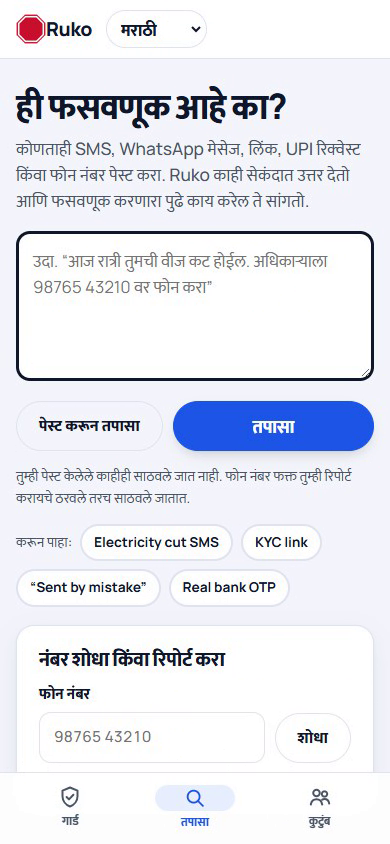 Ruko
मराठी
ही फसवणूक आहे का?
कोणताही SMS, WhatsApp मेसेज, लिंक, UPI रिक्वेस्ट
किंवा फोन नंबर पेस्ट करा. Ruko काही सेकंदात उत्तर देतो
आणि फसवणूक करणारा पुढे काय करेल ते सांगतो.
उदा. “आज रात्री तुमची वीज कट होईल. अधिकाऱ्याला
98765 43210 वर फोन करा”
पेस्ट करून तपासा
तपासा
तुम्ही पेस्ट केलेले काहीही साठवले जात नाही. फोन नंबर फक्त तुम्ही रिपोर्ट
करायचे ठरवले तरच साठवले जातात.
करून पाहा:
Electricity cut SMS
KYC link
“Sent by mistake”
Real bank OTP
नंबर शोधा किंवा रिपोर्ट करा
फोन नंबर
98765 43210
शोधा
गार्ड
तपासा
कुटुंब